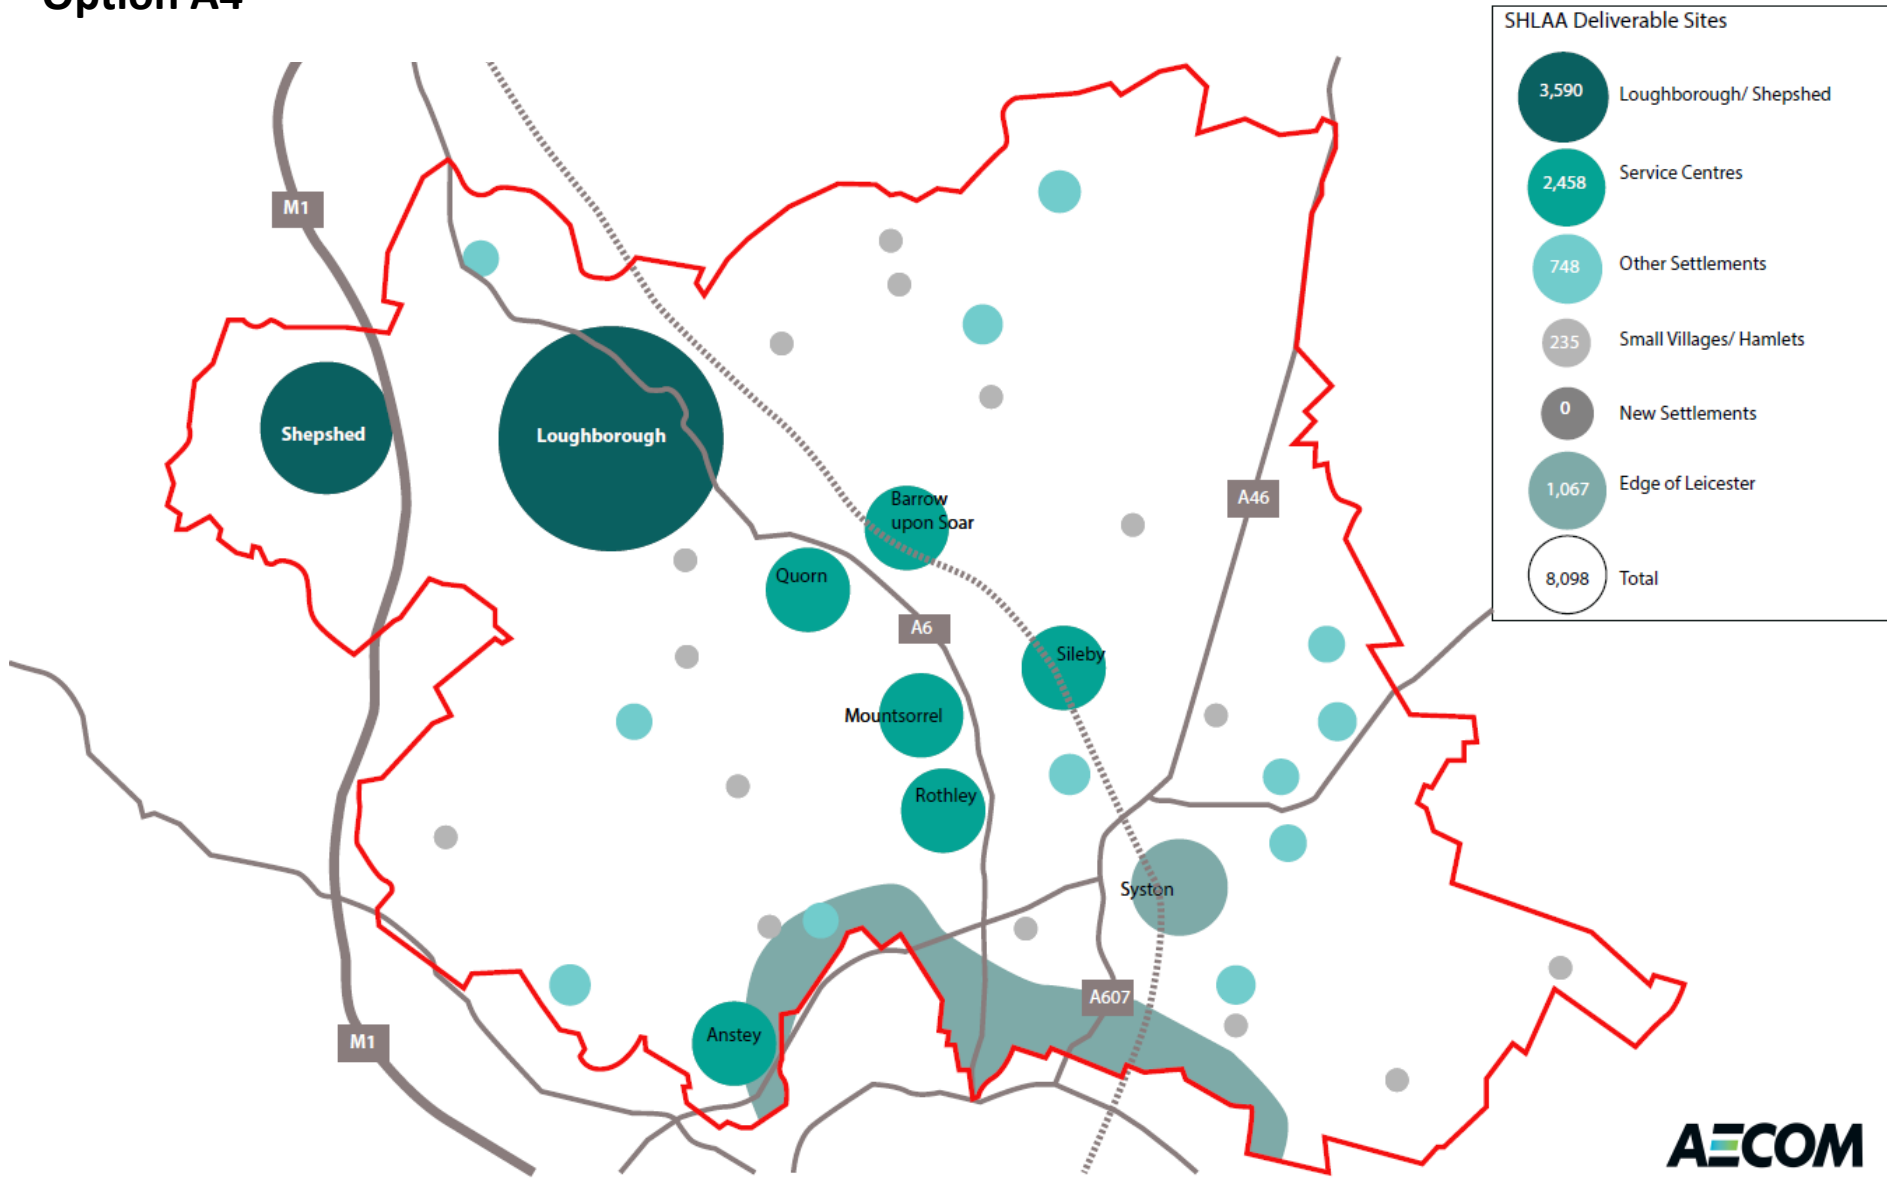 Option A4
SHLAA Deliverable Sites
3,590
Loughborough/ Shepshed
2,458
Service Centres
748
Other Settlements
235
Small Villages/ Hamlets
0
New Settlements
1,067
Edge of Leicester
8,098
Total
M1
Shepshed
Loughborough
Barrow
upon Soar
A46
Quorn
A6
Sileby
Mountsorrel
Rothley
Syston
A607
Anstey
M1
AECOM